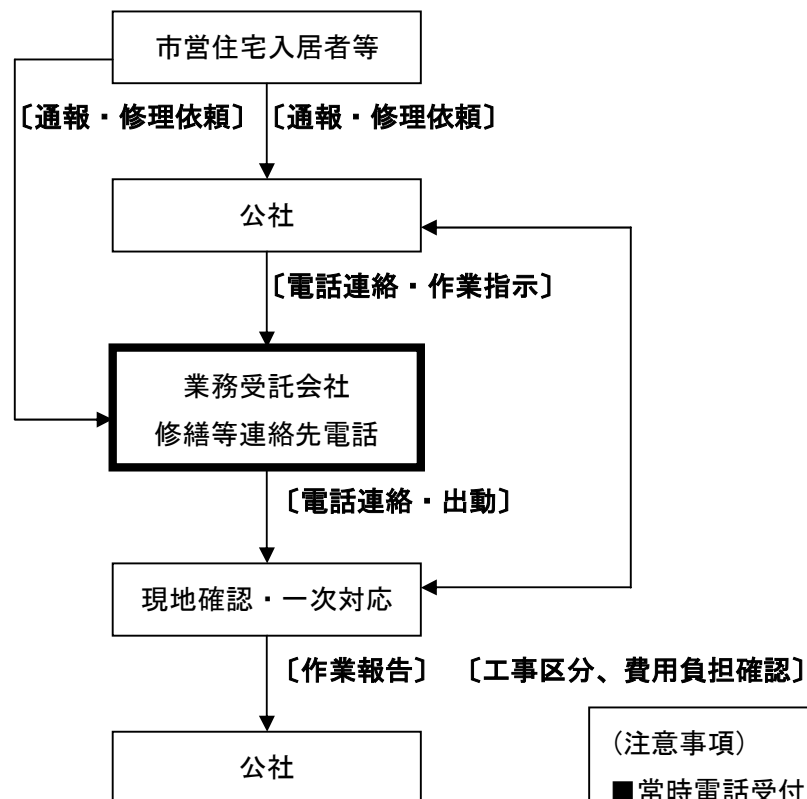 市営住宅入居者等
〔通報・修理依頼〕 〔通報・修理依頼〕
公社
〔電話連絡・作業指示〕
業務受託会社
修繕等連絡先電話
〔電話連絡・出動〕
現地確認・一次対応
〔作業報告〕 〔工事区分、費用負担確認〕
公社
(注意事項)
■常時電話受付